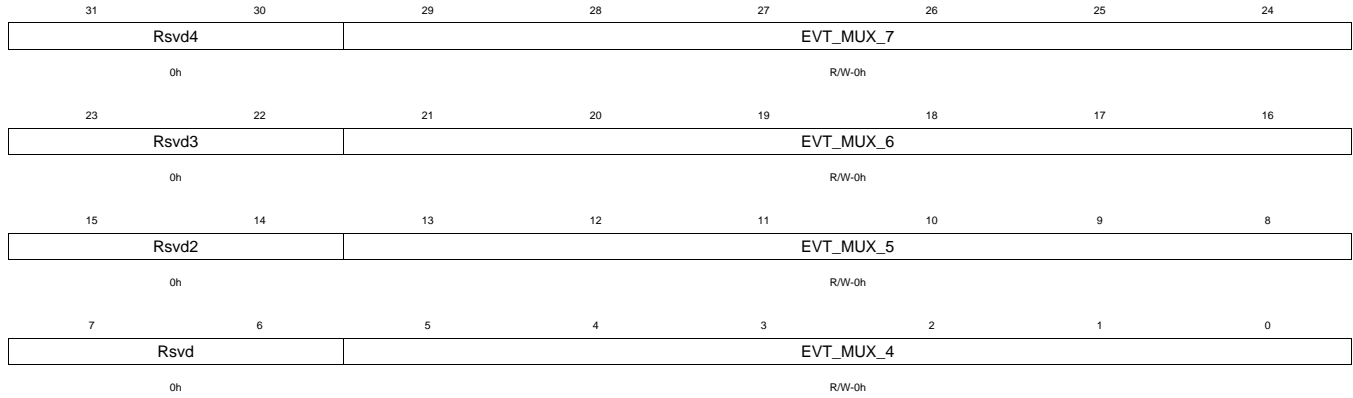 31 30 29 28 27 26 25 24
Rsvd4 EVT_MUX_7
0h R/W-0h
23 22 21 20 19 18 17 16
Rsvd3 EVT_MUX_6
0h R/W-0h
15 14 13 12 11 10 9 8
Rsvd2 EVT_MUX_5
0h R/W-0h
7 6 5 4 3 2 1 0
Rsvd EVT_MUX_4
0h R/W-0h